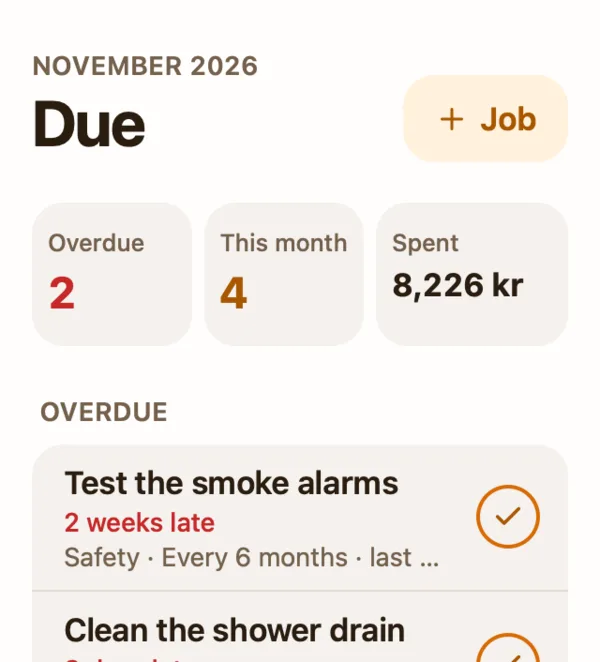 NOVEMBER 2026
Due
+ Job
Overdue
2
This month
4
Spent
8,226 kr
OVERDUE
Test the smoke alarms
2 weeks late
Safety · Every 6 months · last ...
Clean the shower drain